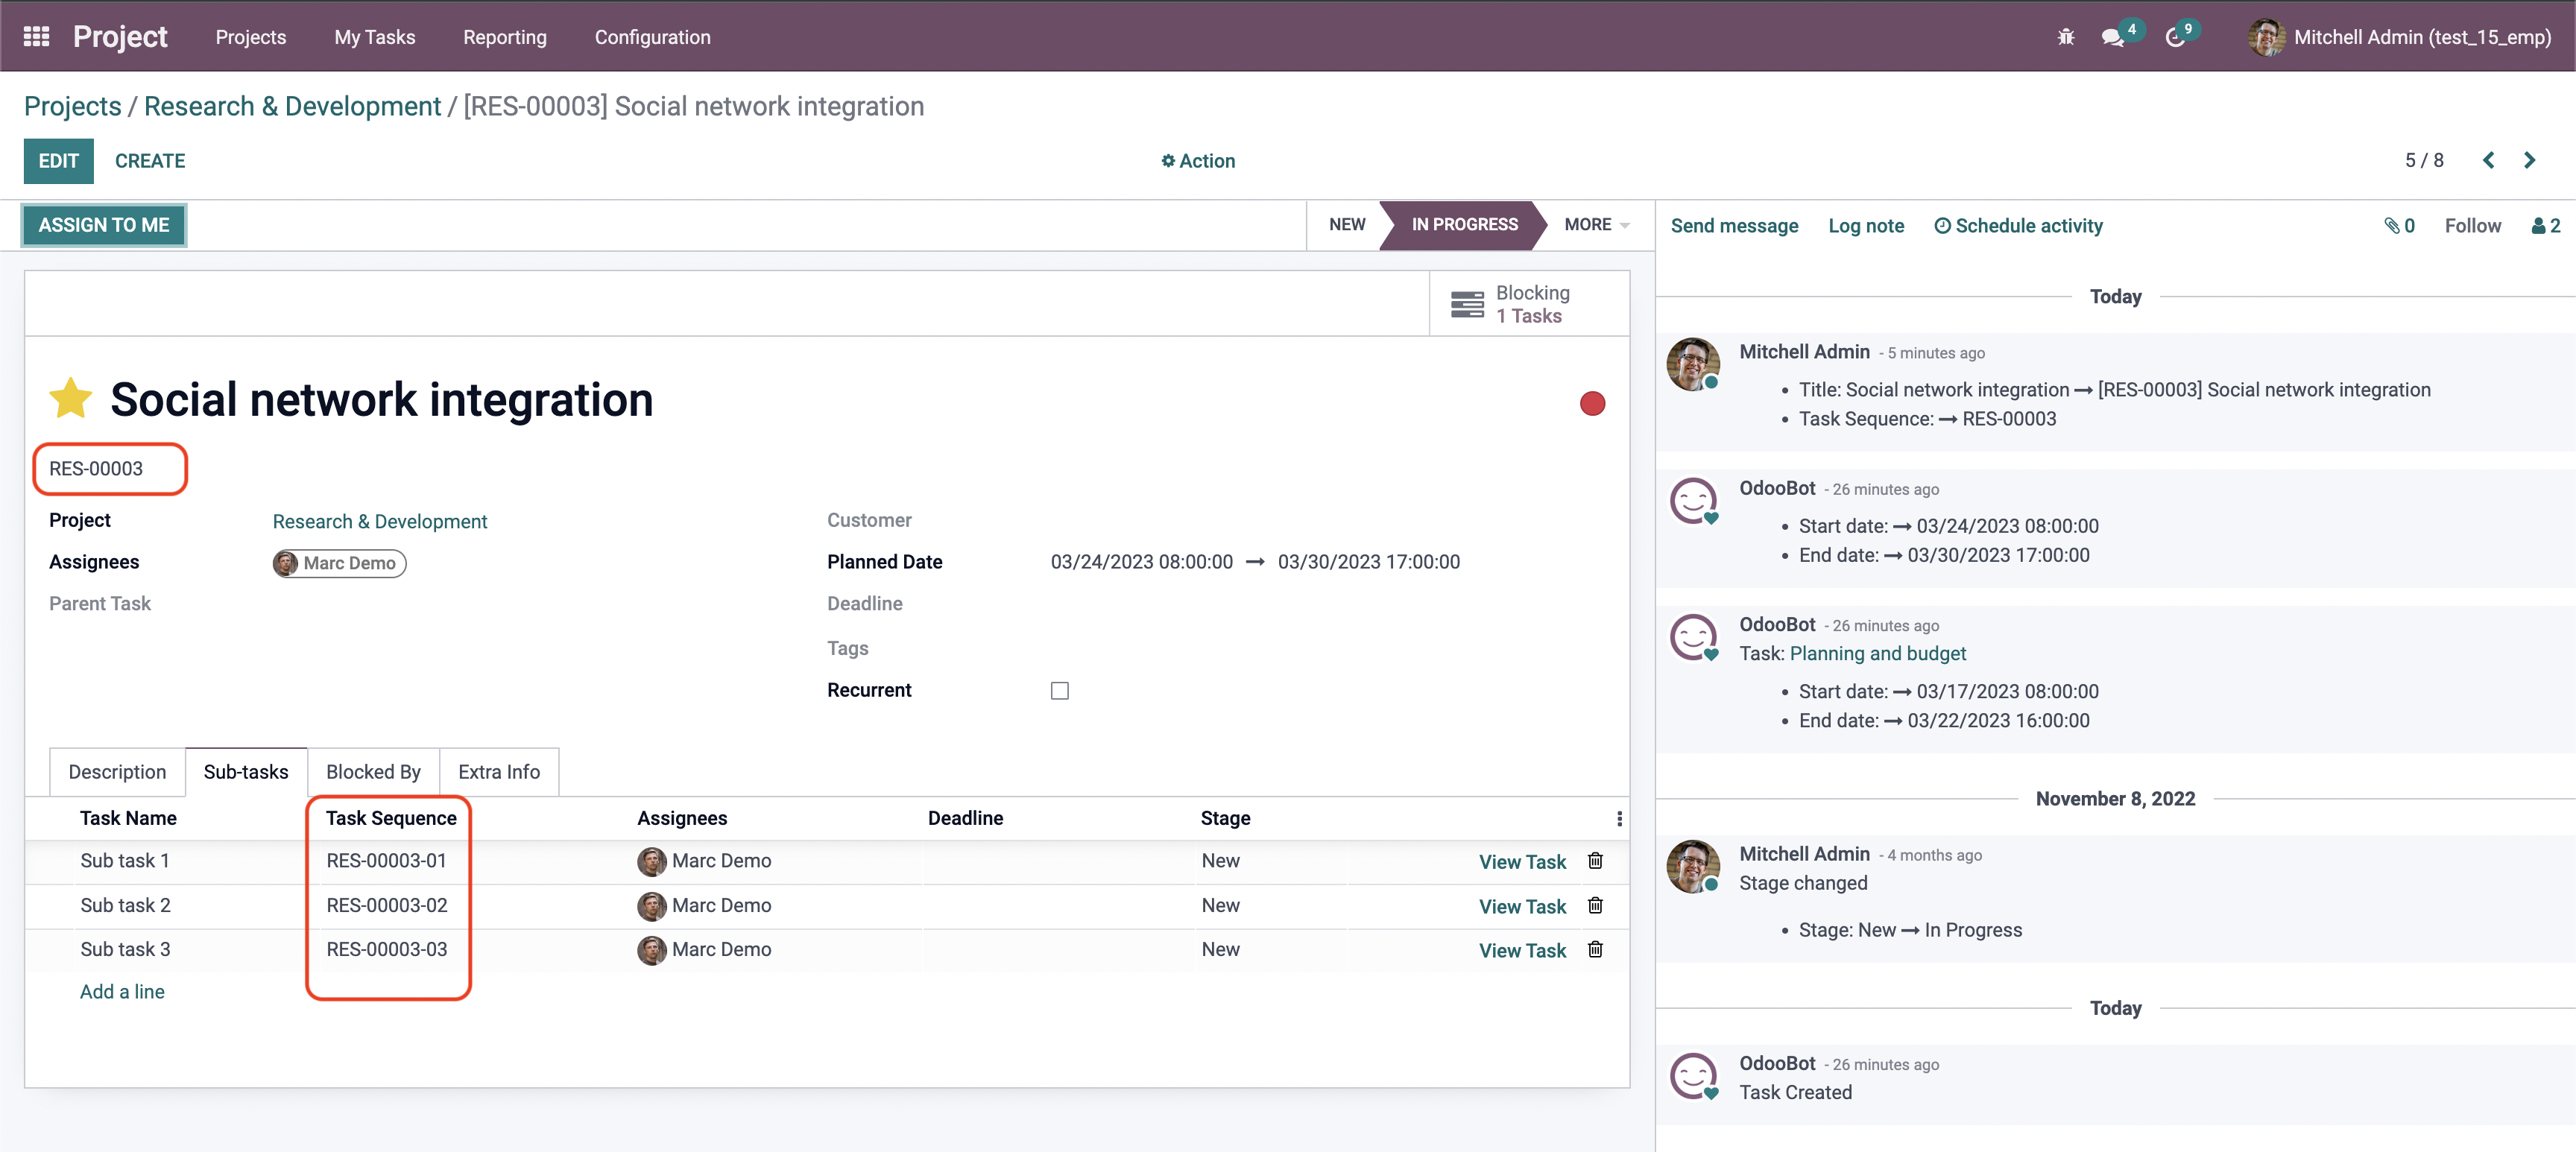 Project Projects My Tasks Reporting Configuration 4 9 Mitchell Admin (test_15_emp)
Projects / Research & Development / [RES-00003] Social network integration
EDIT CREATE Action 5 / 8
ASSIGN TO ME NEW IN PROGRESS MORE
Blocking
1 Tasks
Social network integration
RES-00003
Project Research & Development
Assignees Marc Demo
Parent Task
Customer
Planned Date 03/24/2023 08:00:00 → 03/30/2023 17:00:00
Deadline
Tags
Recurrent
Description Sub-tasks Blocked By Extra Info
Task Name Task Sequence Assignees Deadline Stage
Sub task 1 RES-00003-01 Marc Demo New View Task
Sub task 2 RES-00003-02 Marc Demo New View Task
Sub task 3 RES-00003-03 Marc Demo New View Task
Add a line
Send message Log note Schedule activity 0 Follow 2
Today
Mitchell Admin - 5 minutes ago
• Title: Social network integration → [RES-00003] Social network integration
• Task Sequence: → RES-00003
OdooBot - 26 minutes ago
• Start date: → 03/24/2023 08:00:00
• End date: → 03/30/2023 17:00:00
OdooBot - 26 minutes ago
Task: Planning and budget
• Start date: → 03/17/2023 08:00:00
• End date: → 03/22/2023 16:00:00
November 8, 2022
Mitchell Admin - 4 months ago
Stage changed
• Stage: New → In Progress
Today
OdooBot - 26 minutes ago
Task Created